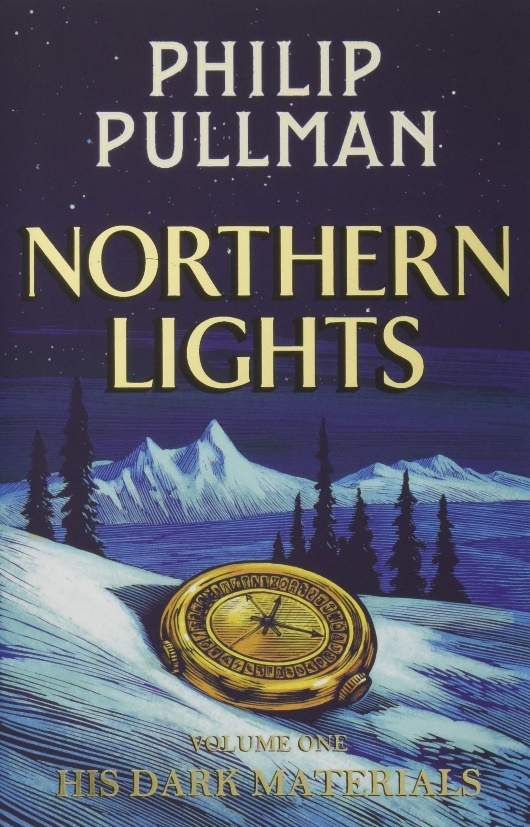 PHILIP
PULLMAN
NORTHERN
LIGHTS
VOLUME ONE
HIS DARK MATERIALS